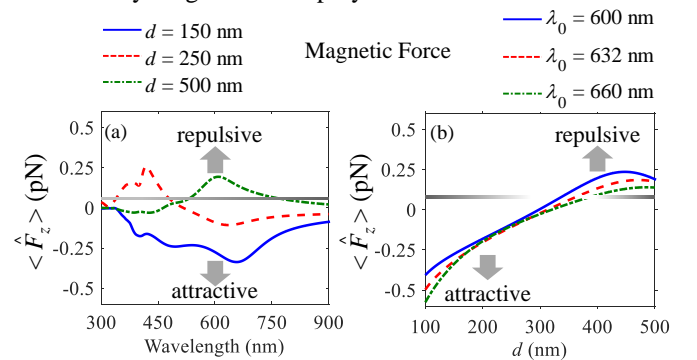 d = 150 nm
d = 250 nm
d = 500 nm
Magnetic Force
λ0 = 600 nm
λ0 = 632 nm
λ0 = 660 nm
(a)
repulsive
attractive
0.5
0.25
0
-0.25
-0.5
< F̂z > (pN)
300 450 600 750 900
Wavelength (nm)
(b)
repulsive
attractive
0.5
0.25
0
-0.25
-0.5
< F̂z > (pN)
100 200 300 400 500
d (nm)